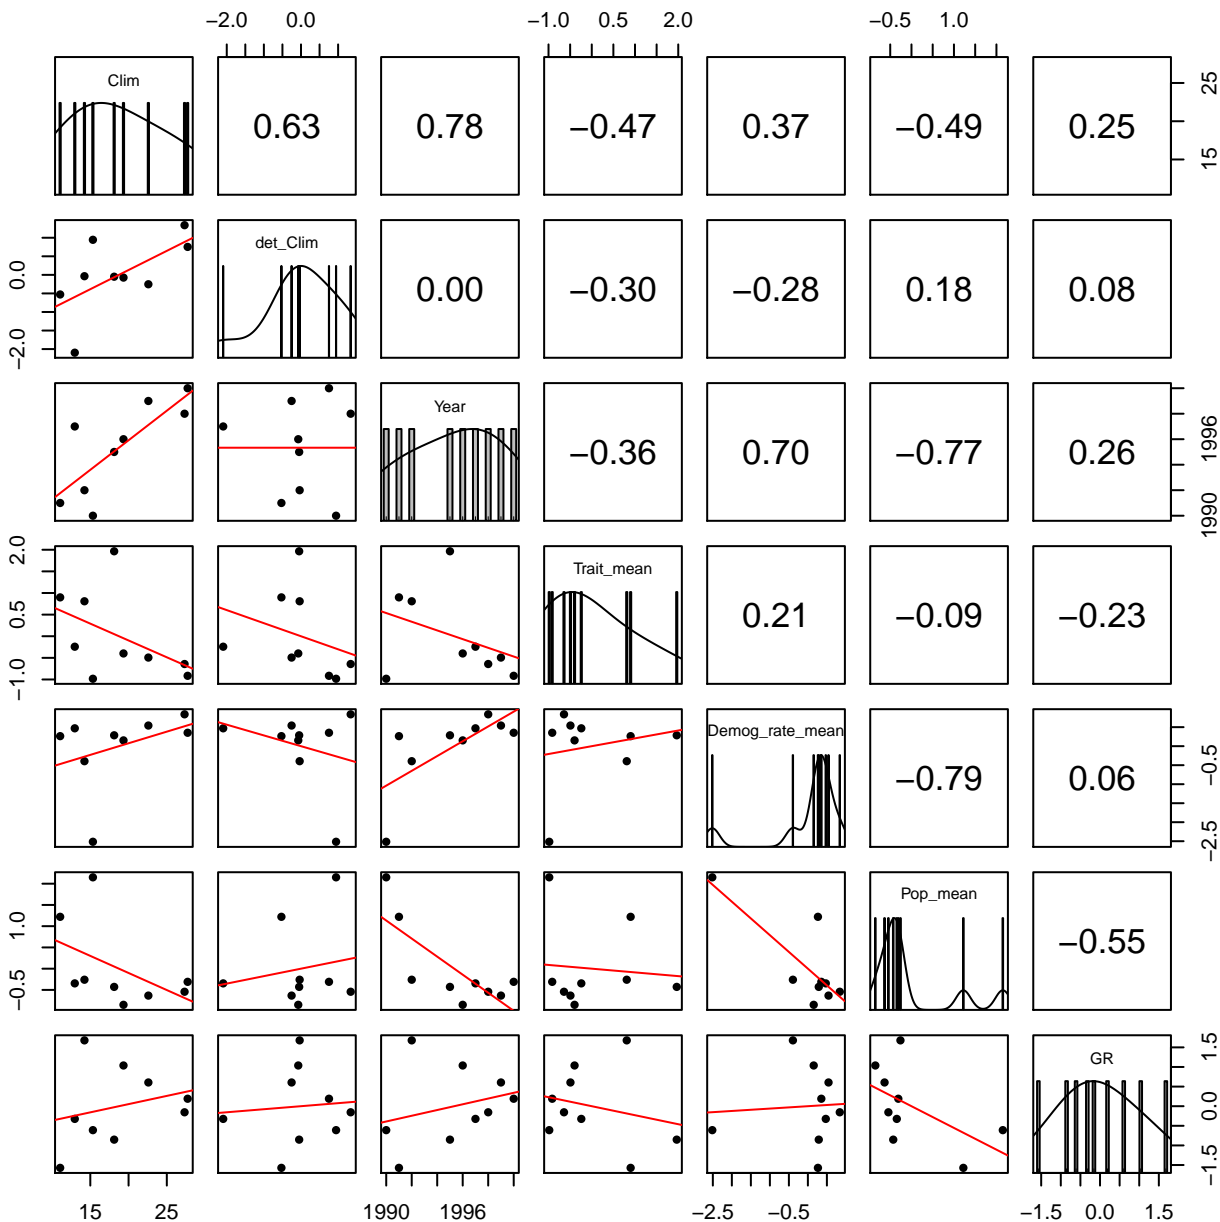 −2.0 0.0 −1.0 0.5 2.0 −0.5 1.0
Clim 0.63 0.78 −0.47 0.37 −0.49 0.25 15 25
−2.0 0.0 det_Clim 0.00 −0.30 −0.28 0.18 0.08
Year −0.36 0.70 −0.77 0.26 1990 1996
−1.0 0.5 2.0 Trait_mean 0.21 −0.09 −0.23
Demog_rate_mean −0.79 0.06 −2.5 −0.5
−0.5 1.0 Pop_mean −0.55
GR −1.5 0.0 1.5
15 25 1990 1996 −2.5 −0.5 −1.5 0.0 1.5